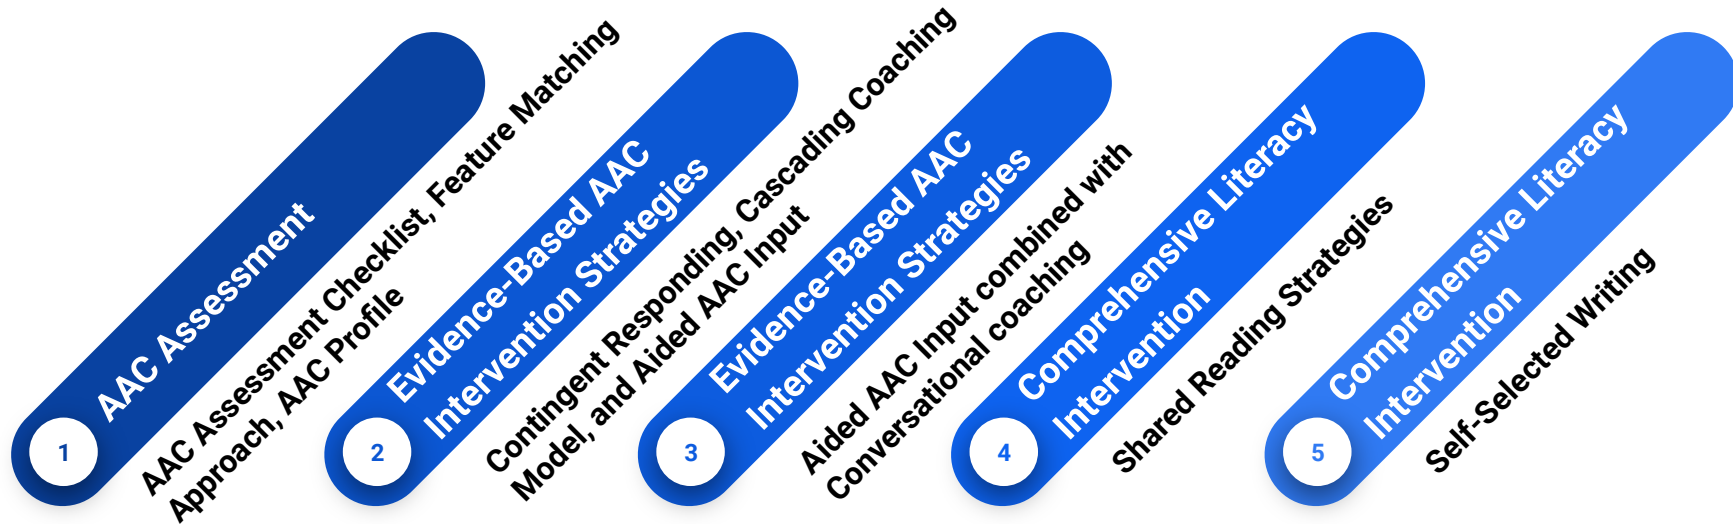 1
AAC Assessment
AAC Assessment Checklist, Feature Matching
Approach, AAC Profile
2
Evidence-Based AAC
Intervention Strategies
Contingent Responding, Cascading Coaching
Model, and Aided AAC Input
3
Evidence-Based AAC
Intervention Strategies
Aided AAC Input combined with
Conversational coaching
4
Comprehensive Literacy
Intervention
Shared Reading Strategies
5
Comprehensive Literacy
Intervention
Self-Selected Writing